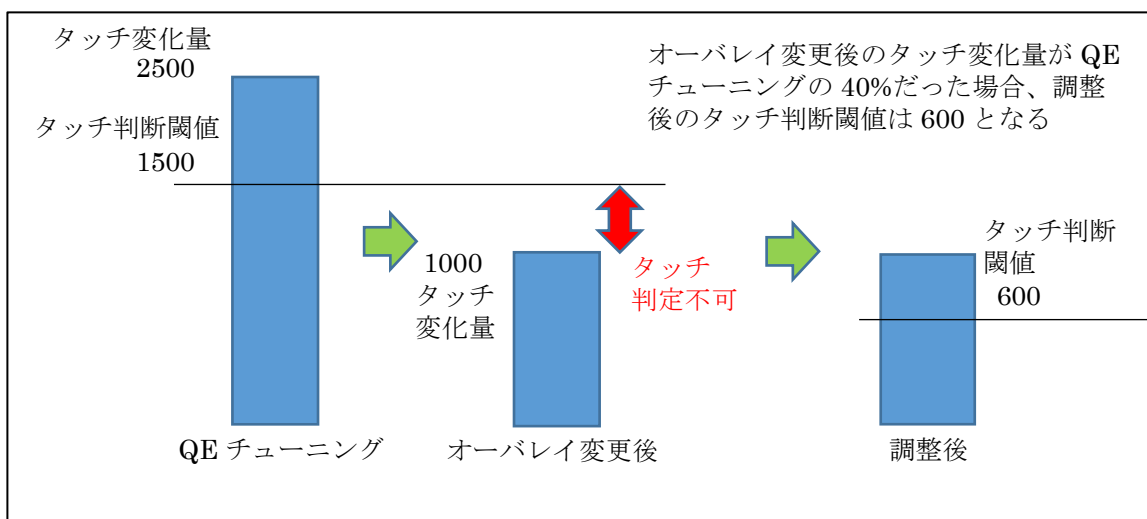 タッチ変化量
2500
タッチ判断閾値
1500
オーバレイ変更後のタッチ変化量が QE
チューニングの 40%だった場合、調整
後のタッチ判断閾値は 600 となる
1000
タッチ
変化量
タッチ
判定不可
タッチ判断
閾値
600
QE チューニング
オーバレイ変更後
調整後